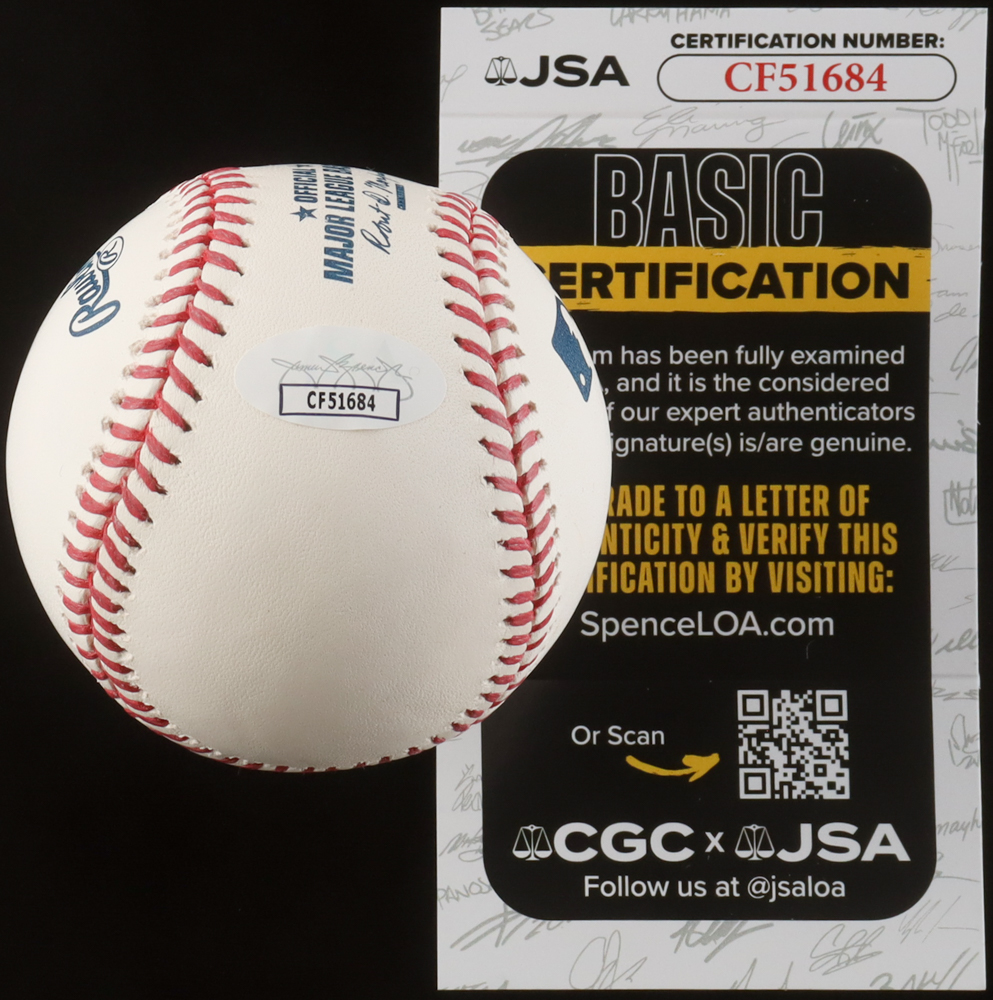 JSA
CERTIFICATION NUMBER:
CF51684
BASIC
ERTIFICATION
m has been fully examined
, and it is the considered
f our expert authenticators
ignature(s) is/are genuine.
RADE TO A LETTER OF
NTICITY & VERIFY THIS
IFICATION BY VISITING:
SpenceLOA.com
Or Scan
CGC x JSA
Follow us at @jsaloa
OFFICIAL
MAJOR LEAGUE
Raw
®
CF51684